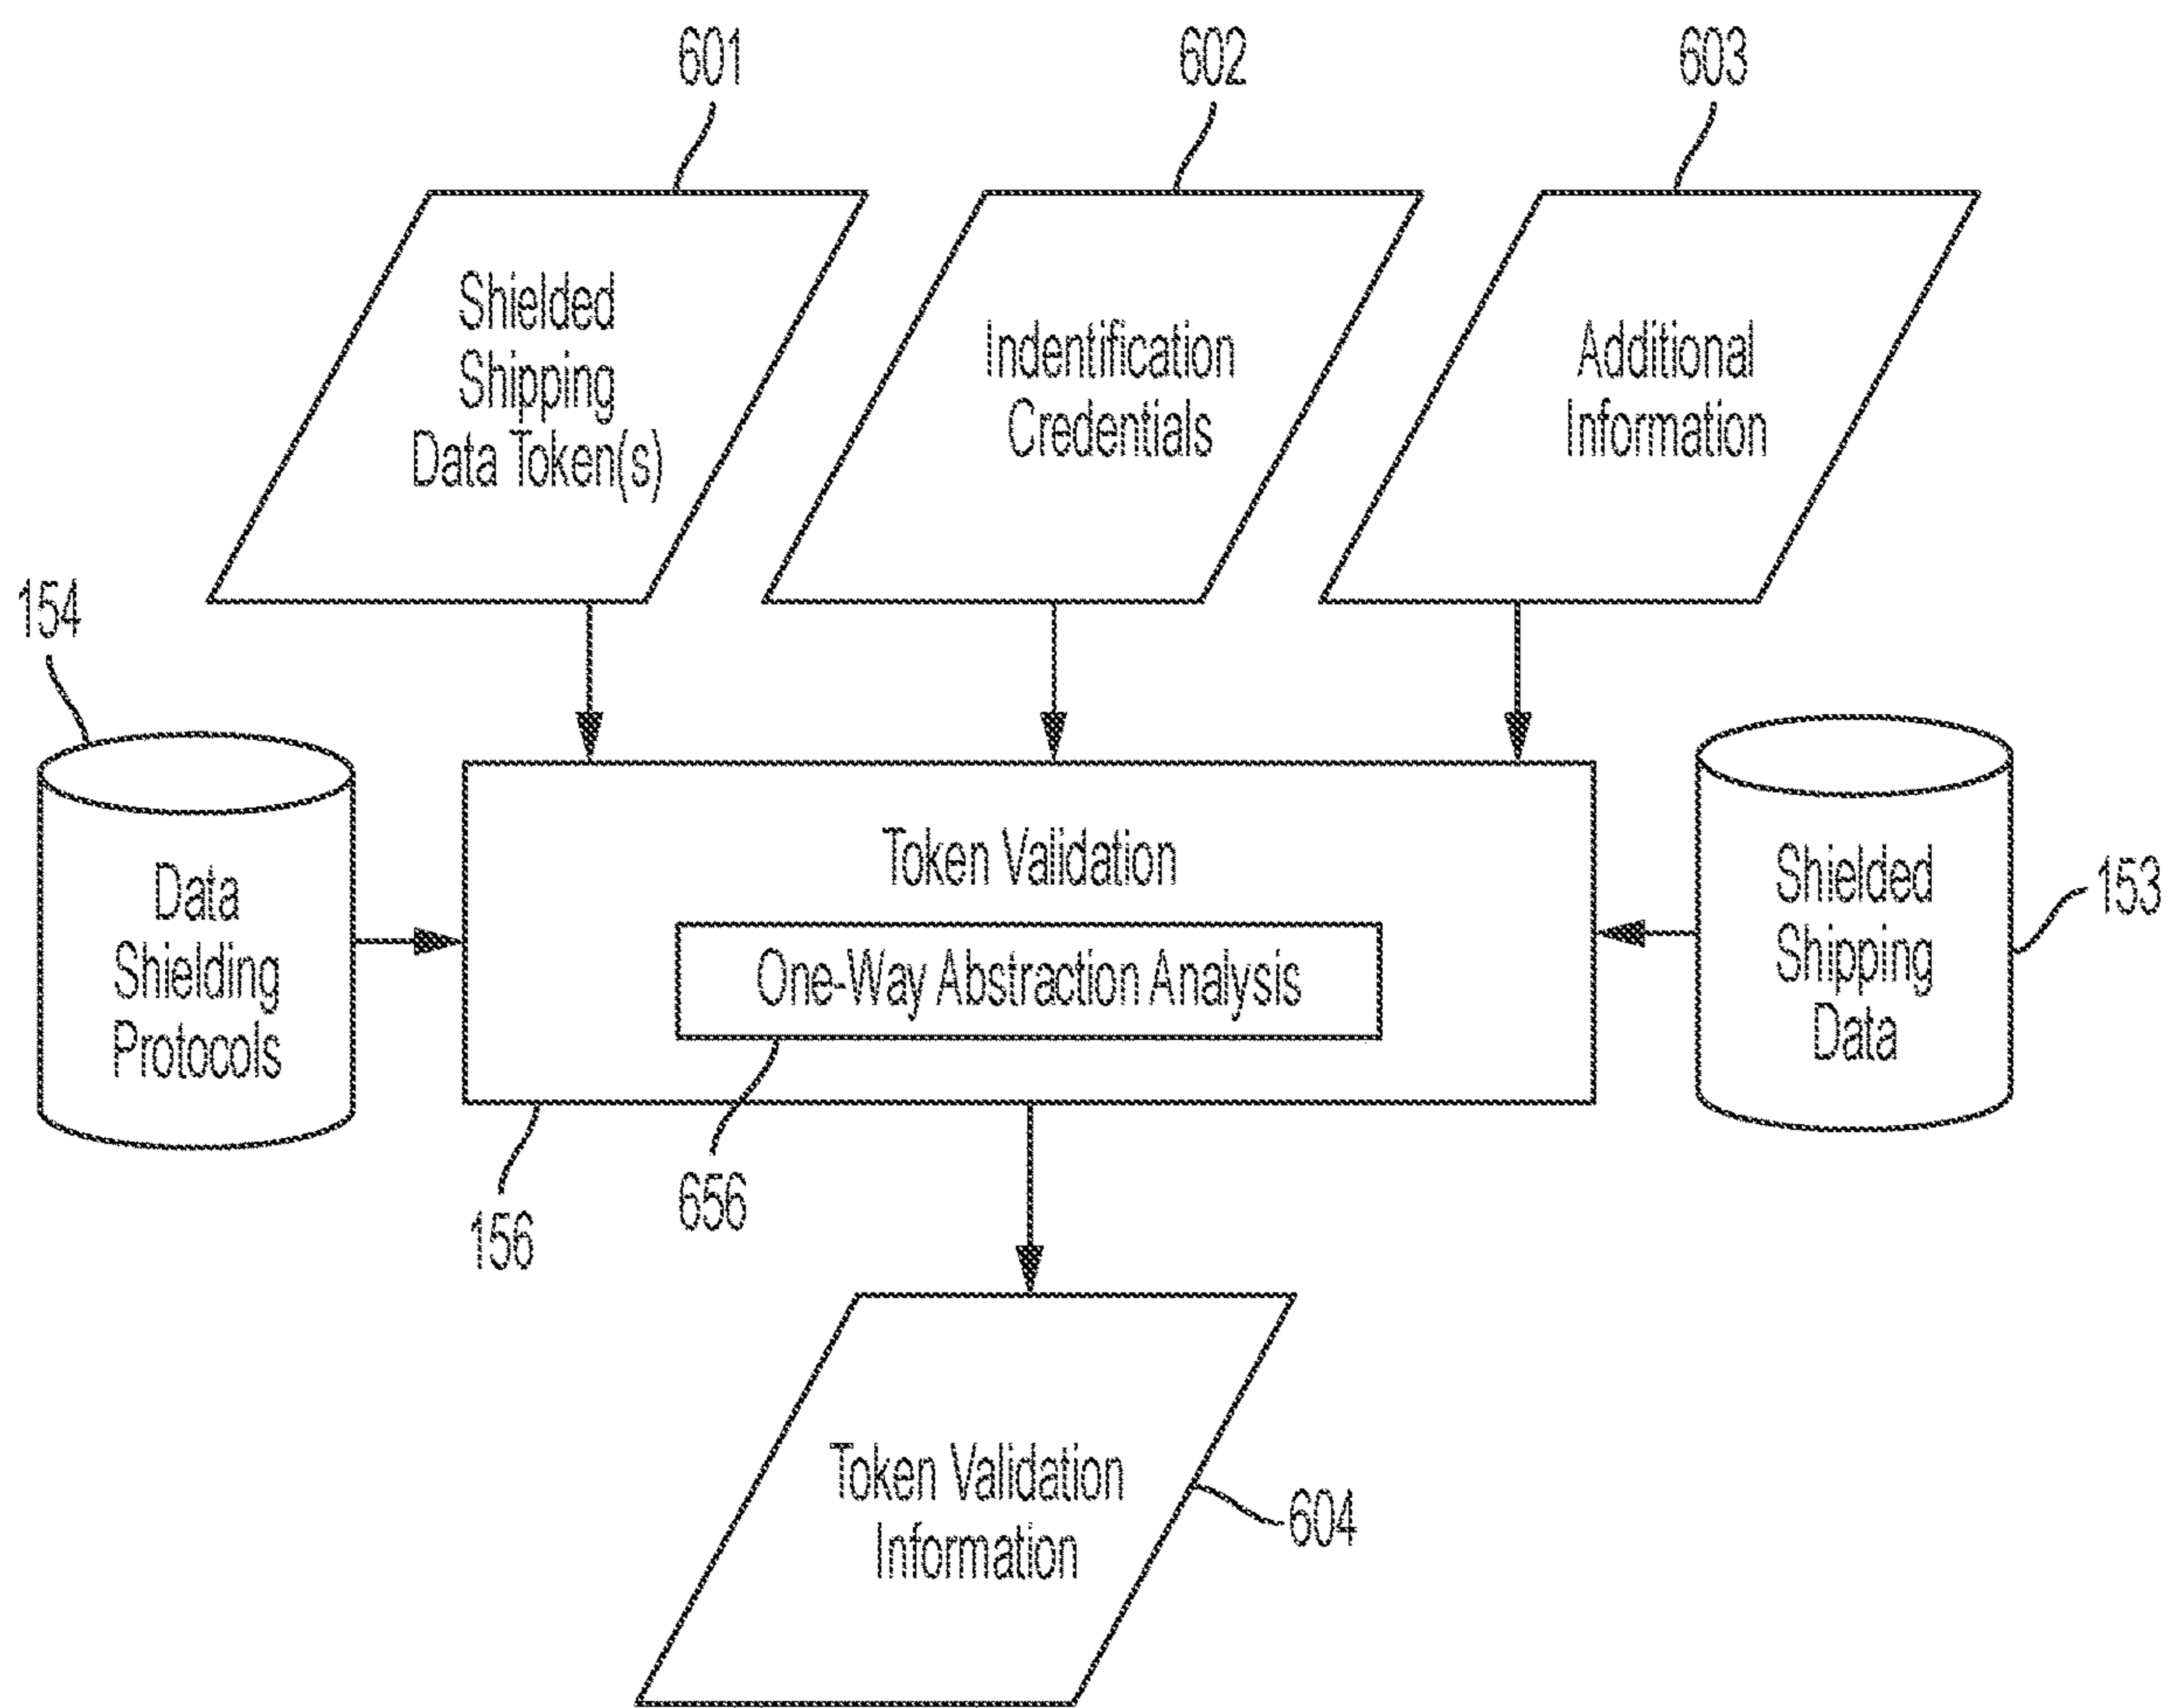 601
602
603
Shielded
Shipping
Data Token(s)
Indentification
Credentials
Additional
Information
154
Data
Shielding
Protocols
Token Validation
One-Way Abstraction Analysis
Shielded
Shipping
Data
153
156
656
Token Validation
Information
604